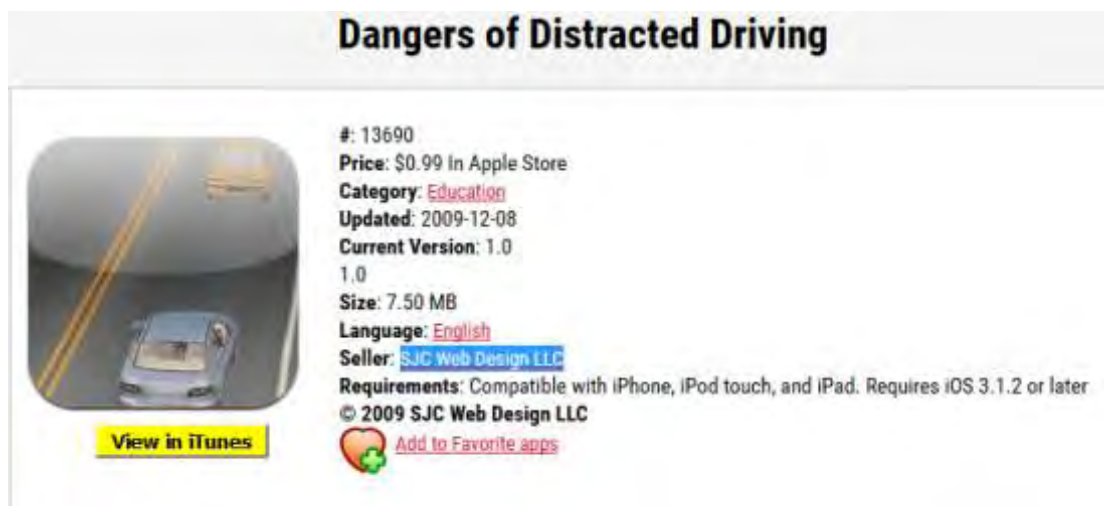 Dangers of Distracted Driving
#: 13690
Price: $0.99 In Apple Store
Category: Education
Updated: 2009-12-08
Current Version: 1.0
1.0
Size: 7.50 MB
Language: English
Seller: SJC Web Design LLC
Requirements: Compatible with iPhone, iPod touch, and iPad. Requires iOS 3.1.2 or later
© 2009 SJC Web Design LLC
View in iTunes
Add to Favorite apps